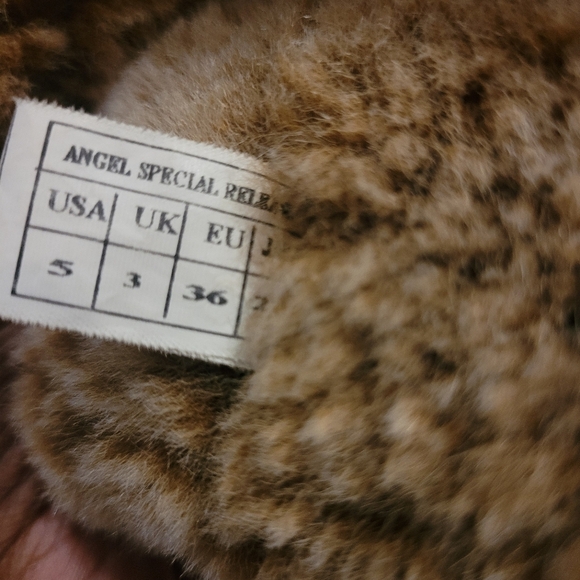 ANGEL SPECIAL
USA UK EU J
5 3 36